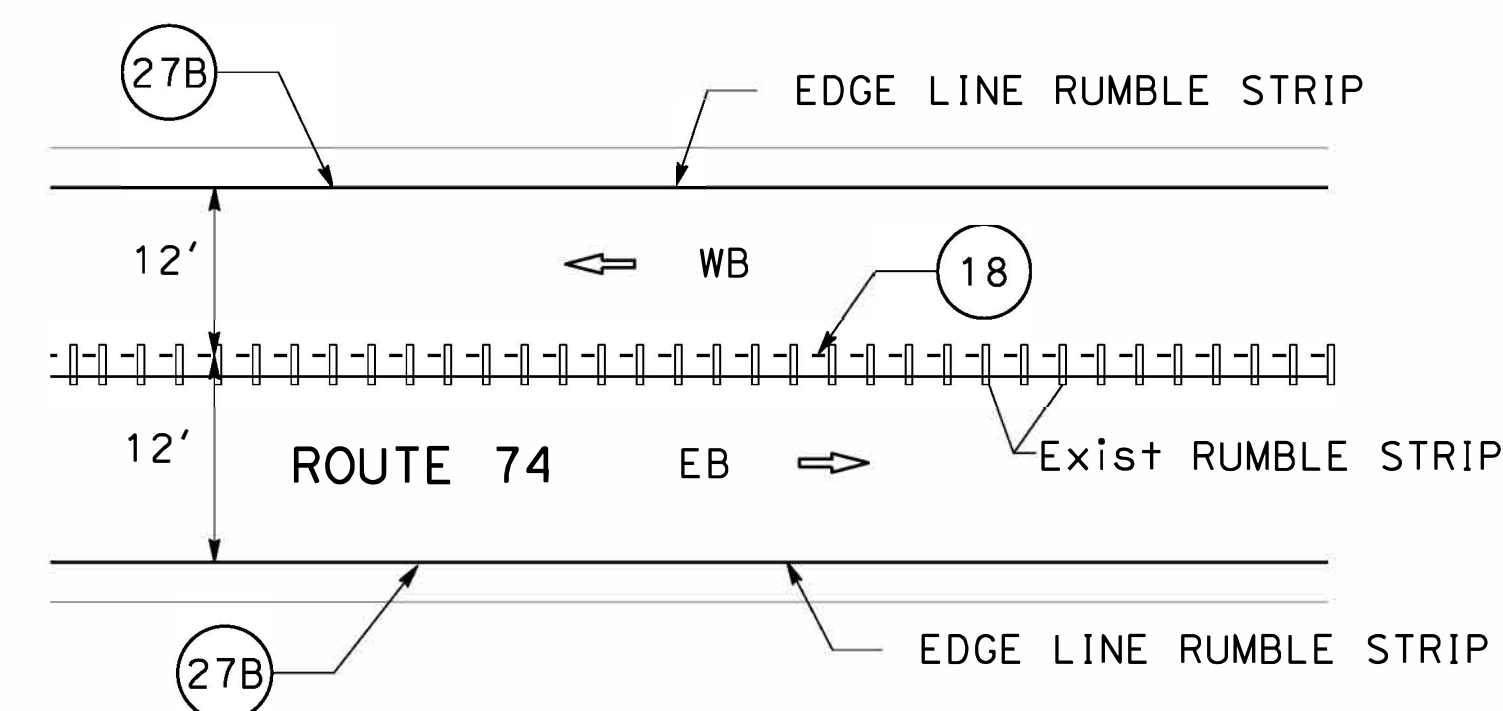 27B
EDGE LINE RUMBLE STRIP
12′
WB
18
12′
ROUTE 74
EB
Exist RUMBLE STRIP
EDGE LINE RUMBLE STRIP
27B